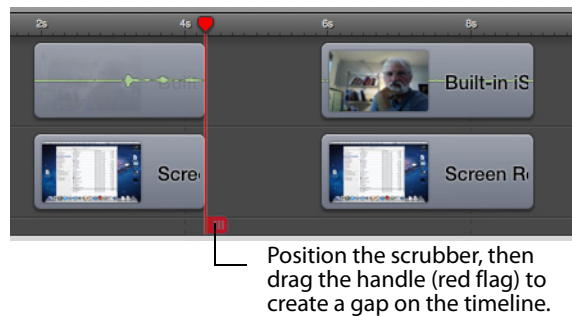 2s 4s 6s 8s
Built-in iS
Scre Screen R
Position the scrubber, then
drag the handle (red flag) to
create a gap on the timeline.